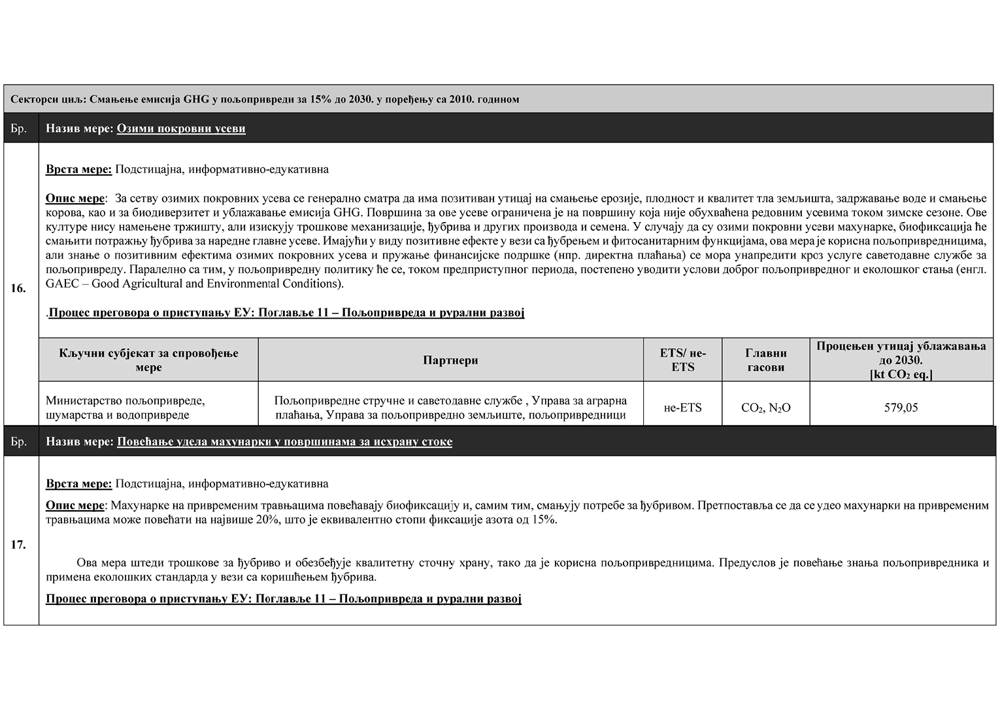 Секторси циљ: Смањење емисија GHG у пољопривреди за 15% до 2030. у поређењу са 2010. годином
Бр. Назив мере: Озими покровни усеви
16.
Врста мере: Подстицајна, информативно-едукативна
Опис мере: За сетву озимих покровних усева се генерално сматра да има позитиван утицај на смањење ерозије, плодност и квалитет тла земљишта, задржавање воде и смањење
корова, као и за биодиверзитет и ублажавање емисија GHG. Површина за ове усеве ограничена је на површину која није обухваћена редовним усевима током зимске сезоне. Ове
културе нису намењене тржишту, али изискују трошкове механизације, ђубрива и других производа и семена. У случају да су озими покровни усеви махунарке, биофиксација ће
смањити потражњу ђубрива за наредне главне усеве. Имајући у виду позитивне ефекте у вези са ђубрењем и фитосанитарним функцијама, ова мера је корисна пољопривредницима,
али знање о позитивним ефектима озимих покровних усева и пружање финансијске подршке (нпр. директна плаћања) се мора унапредити кроз услуге саветодавне службе за
пољопривреду. Паралелно са тим, у пољопривредну политику ће се, током предприступног периода, постепено уводити услови доброг пољопривредног и еколошког стања (енгл.
GAEC – Good Agricultural and Environmental Conditions).
.Процес преговора о приступању ЕУ: Поглавље 11 – Пољопривреда и рурални развој
Кључни субјекат за спровођење
мере
Партнери
ETS/ не-
ETS
Главни
гасови
Процењен утицај ублажавања
до 2030.
[kt CO₂ eq.]
Министарство пољопривреде,
шумарства и водопривреде
Пољопривредне стручне и саветодавне службе , Управа за аграрна
плаћања, Управа за пољопривредно земљиште, пољопривредници
не-ETS
CO₂, N₂O
579,05
Бр. Назив мере: Повећање удела махунарки у површинама за исхрану стоке
17.
Врста мере: Подстицајна, информативно-едукативна
Опис мере: Махунарке на привременим травњацима повећавају биофиксацију и, самим тим, смањују потребе за ђубривом. Претпоставља се да се удео махунарки на привременим
травњацима може повећати на највише 20%, што је еквивалентно стопи фиксације азота од 15%.
Ова мера штеди трошкове за ђубриво и обезбеђује квалитетну сточну храну, тако да је корисна пољопривредницима. Предуслов је повећање знања пољопривредника и
примена еколошких стандарда у вези са коришћењем ђубрива.
Процес преговора о приступању ЕУ: Поглавље 11 – Пољопривреда и рурални развој